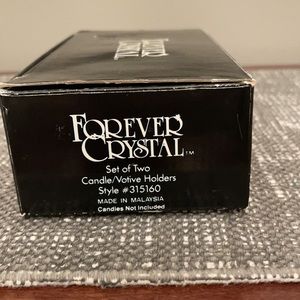 FOREVER
CRYSTAL™
Set of Two
Candle/Votive Holders
Style #315160
MADE IN MALAYSIA
Candles Not Included